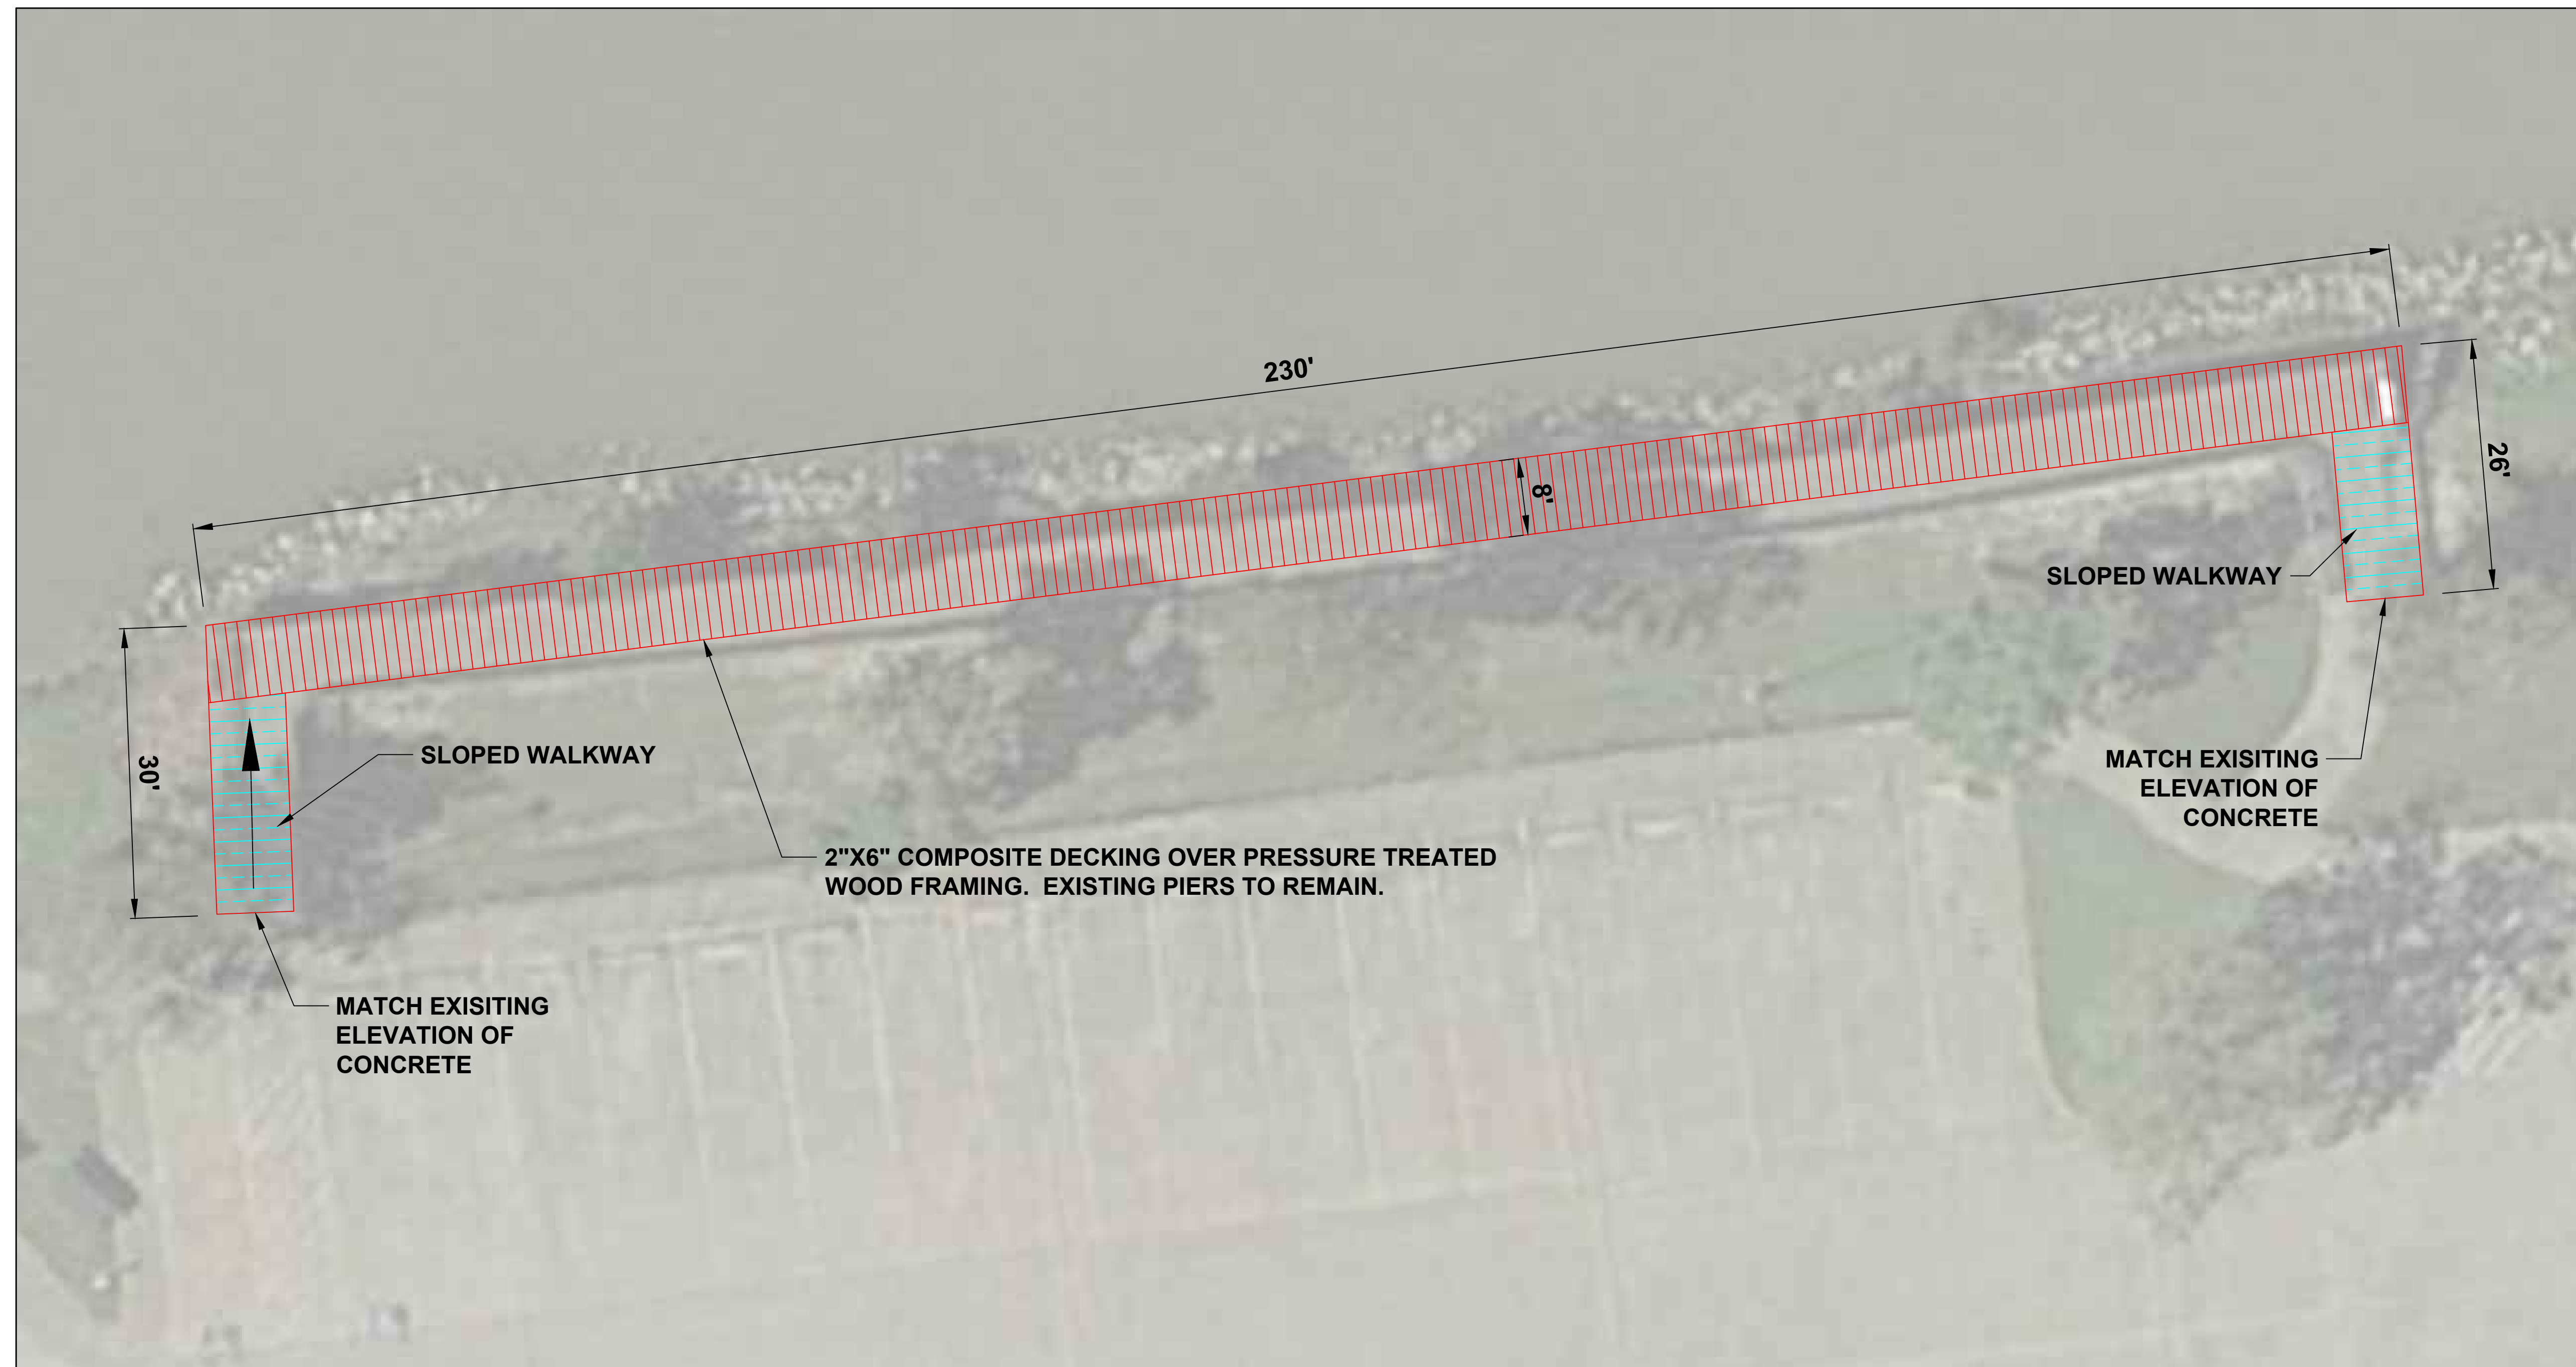 230'
26'
8'
SLOPED WALKWAY
30'
SLOPED WALKWAY
MATCH EXISITING
ELEVATION OF
CONCRETE
2"X6" COMPOSITE DECKING OVER PRESSURE TREATED
WOOD FRAMING.  EXISTING PIERS TO REMAIN.
MATCH EXISITING
ELEVATION OF
CONCRETE